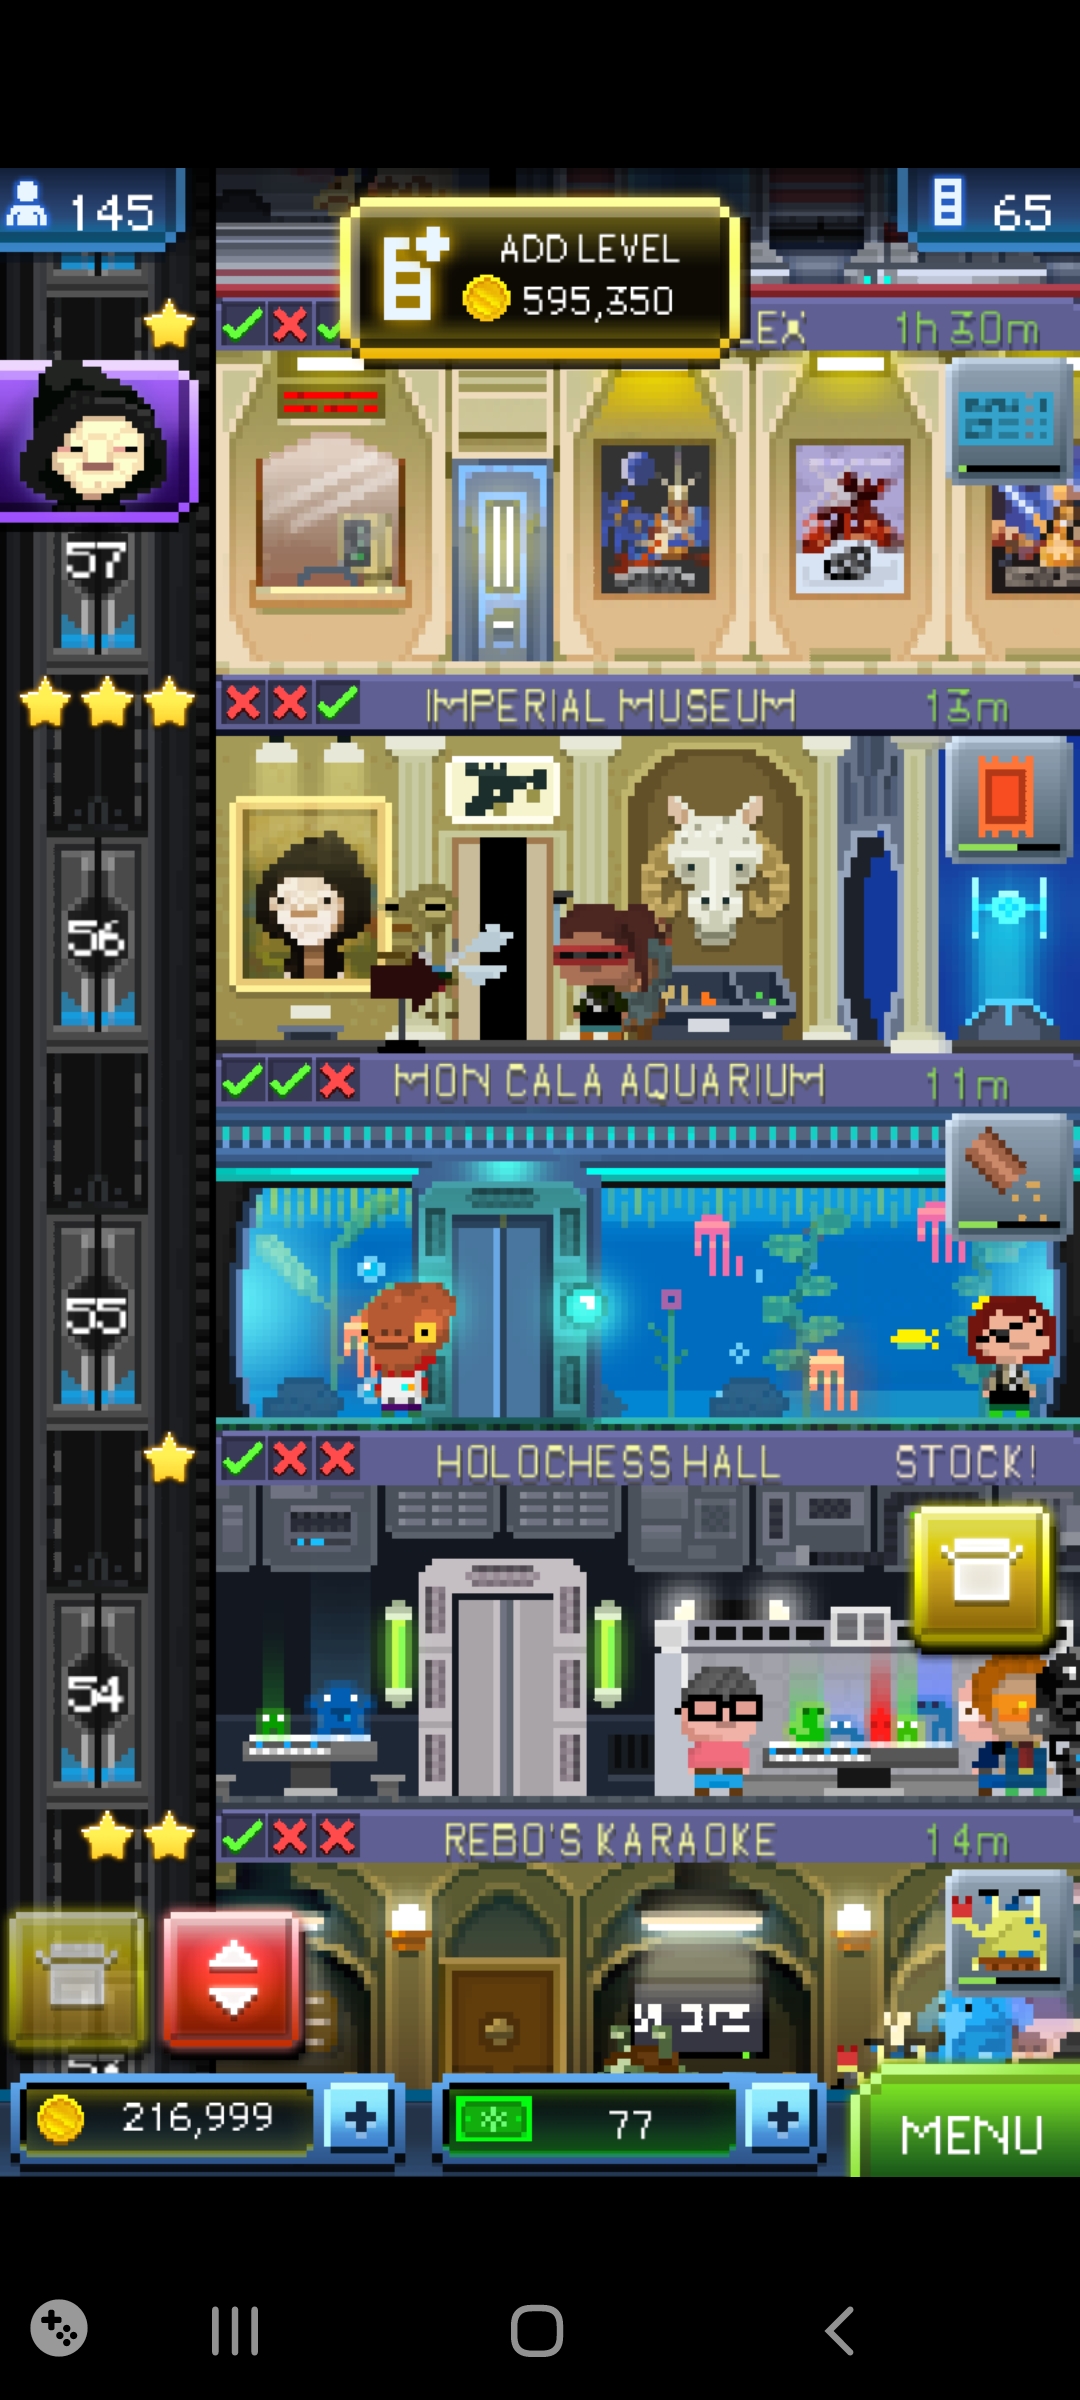 145
ADD LEVEL
595,350
65
LEX 1h 30m
57
IMPERIAL MUSEUM 13m
56
MON CALA AQUARIUM 11m
55
HOLOCHESS HALL STOCK!
54
REBO'S KARAOKE 14m
216,999
77
MENU